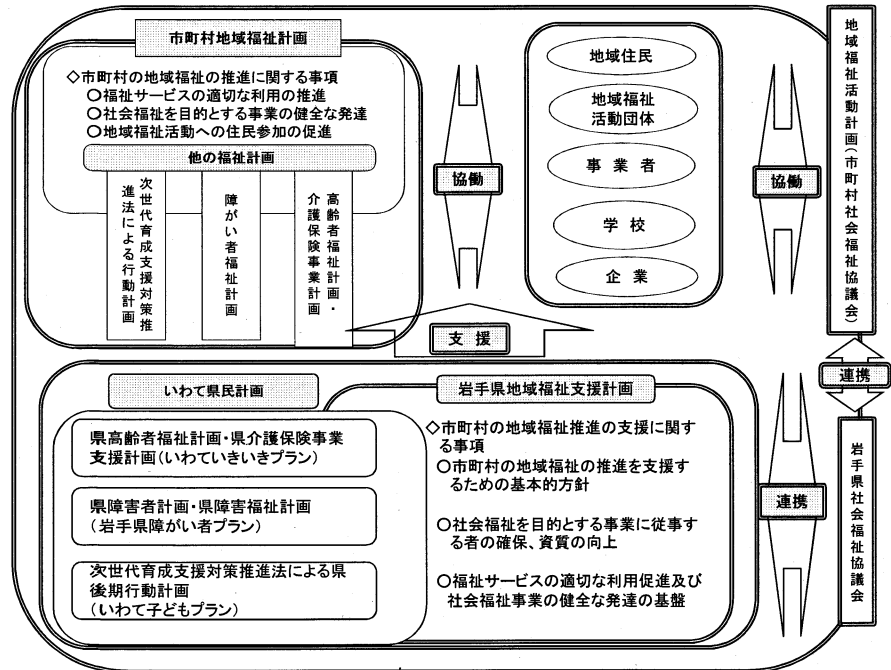 市町村地域福祉計画
◇市町村の地域福祉の推進に関する事項
○福祉サービスの適切な利用の推進
○社会福祉を目的とする事業の健全な発達
○地域福祉活動への住民参加の促進
他の福祉計画
次世代育成支援対策推
進法による行動計画
障がい者福祉計画
高齢者福祉計画・
介護保険事業計画
協働
地域住民
地域福祉
活動団体
事業者
学校
企業
協働
地域福祉活動計画(市町村社会福祉協議会)
支援
連携
いわて県民計画
県高齢者福祉計画・県介護保険事業
支援計画(いわていきいきプラン)
県障害者計画・県障害福祉計画
(岩手県障がい者プラン)
次世代育成支援対策推進法による県
後期行動計画
(いわて子どもプラン)
岩手県地域福祉支援計画
◇市町村の地域福祉推進の支援に関す
る事項
○市町村の地域福祉の推進を支援す
るための基本的方針
○社会福祉を目的とする事業に従事す
る者の確保、資質の向上
○福祉サービスの適切な利用促進及び
社会福祉事業の健全な発達の基盤
連携
岩手県社会福祉協議会